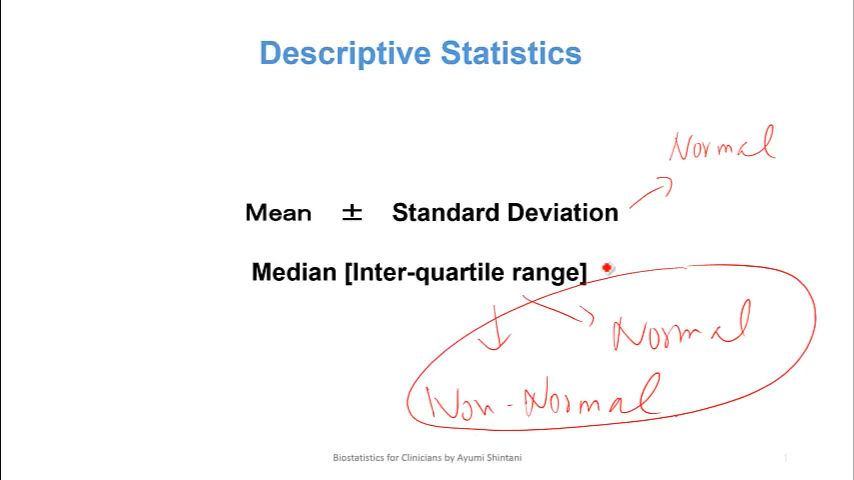 Descriptive Statistics
Normal
Mean ± Standard Deviation
Median [Inter-quartile range]
Normal
Non-Normal
Biostatistics for Clinicians by Ayumi Shintani
1